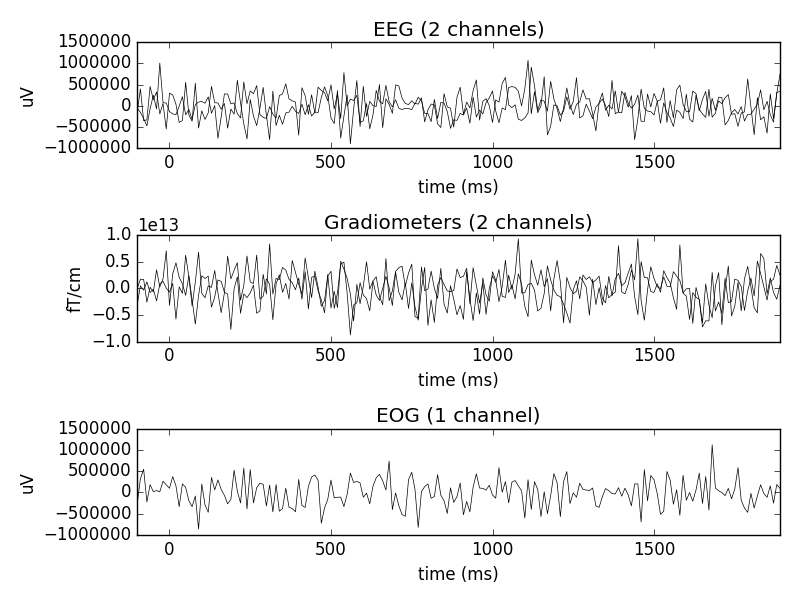 EEG (2 channels)
1500000
1000000
500000
0
−500000
−1000000
uV
0 500 1000 1500
time (ms)
Gradiometers (2 channels)
1e13
1.0
0.5
0.0
−0.5
−1.0
fT/cm
0 500 1000 1500
time (ms)
EOG (1 channel)
1500000
1000000
500000
0
−500000
−1000000
uV
0 500 1000 1500
time (ms)